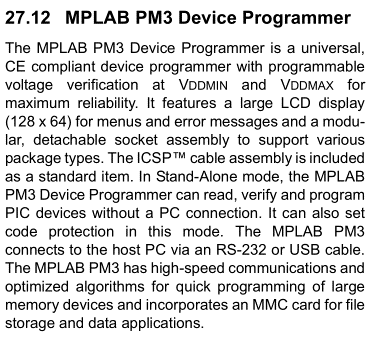 27.12 MPLAB PM3 Device Programmer
The MPLAB PM3 Device Programmer is a universal,
CE compliant device programmer with programmable
voltage verification at VDDMIN and VDDMAX for
maximum reliability. It features a large LCD display
(128 x 64) for menus and error messages and a modu-
lar, detachable socket assembly to support various
package types. The ICSP™ cable assembly is included
as a standard item. In Stand-Alone mode, the MPLAB
PM3 Device Programmer can read, verify and program
PIC devices without a PC connection. It can also set
code protection in this mode. The MPLAB PM3
connects to the host PC via an RS-232 or USB cable.
The MPLAB PM3 has high-speed communications and
optimized algorithms for quick programming of large
memory devices and incorporates an MMC card for file
storage and data applications.